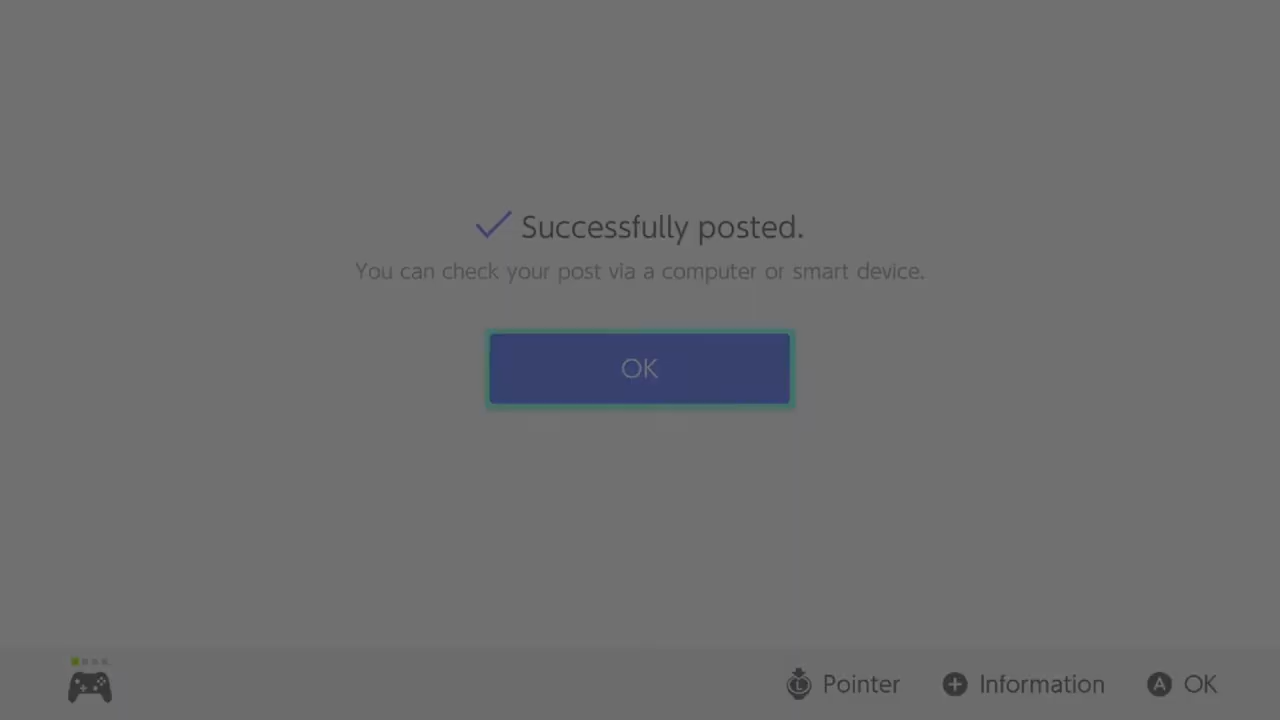 Successfully posted.
You can check your post via a computer or smart device.
OK
L Pointer + Information A OK